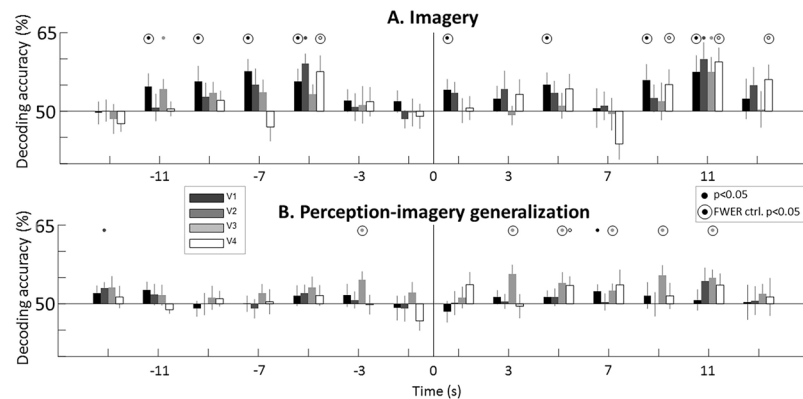 A. Imagery
65
50
Decoding accuracy (%)
-11 -7 -3 0 3 7 11
V1
V2
V3
V4
p<0.05
FWER ctrl. p<0.05
B. Perception-imagery generalization
65
50
Decoding accuracy (%)
-11 -7 -3 0 3 7 11
Time (s)